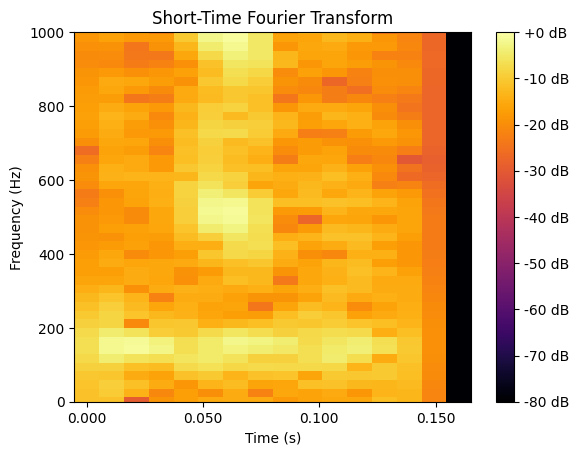 Short-Time Fourier Transform
1000
800
600
400
200
0
Frequency (Hz)
0.000
0.050
0.100
0.150
Time (s)
+0 dB
-10 dB
-20 dB
-30 dB
-40 dB
-50 dB
-60 dB
-70 dB
-80 dB